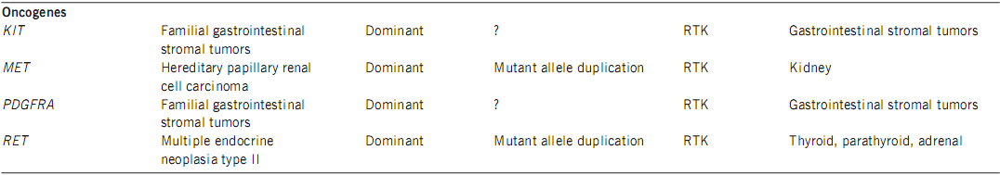 Oncogenes
KIT Familial gastrointestinal Dominant ? RTK Gastrointestinal stromal tumors
stromal tumors
MET Hereditary papillary renal Dominant Mutant allele duplication RTK Kidney
cell carcinoma
PDGFRA Familial gastrointestinal Dominant ? RTK Gastrointestinal stromal tumors
stromal tumors
RET Multiple endocrine Dominant Mutant allele duplication RTK Thyroid, parathyroid, adrenal
neoplasia type II